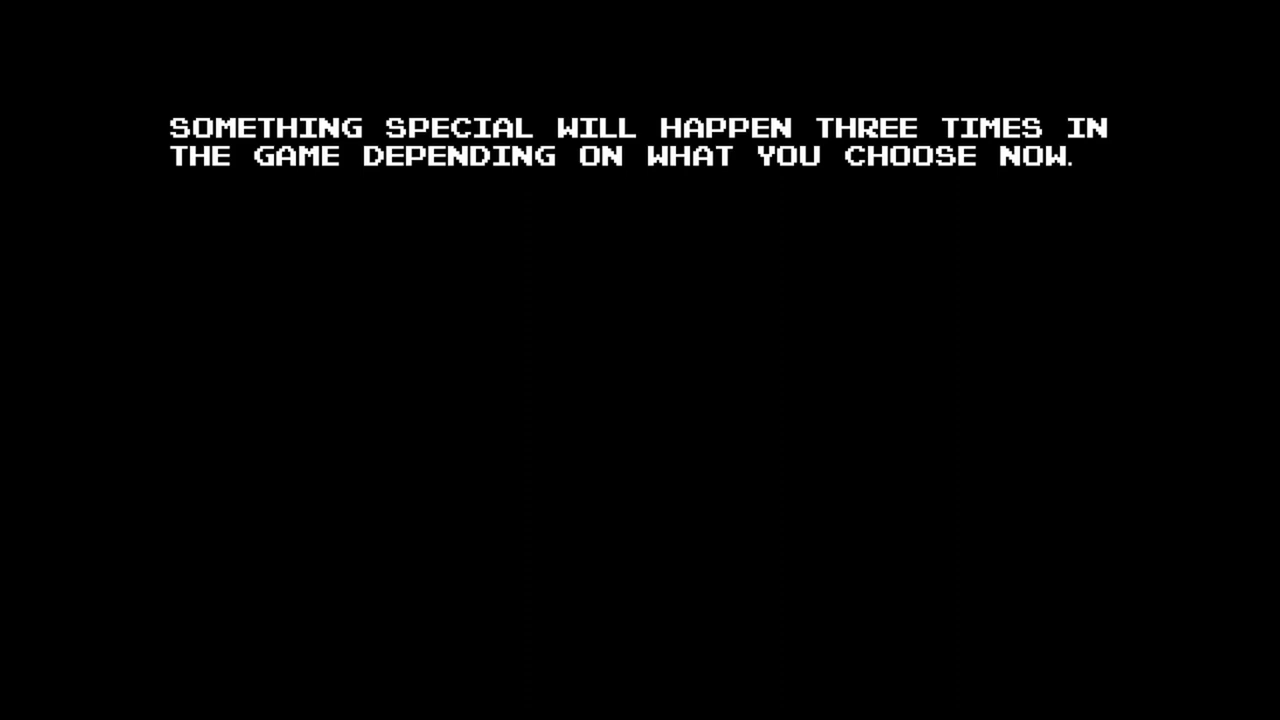 SOMETHING SPECIAL WILL HAPPEN THREE TIMES IN
THE GAME DEPENDING ON WHAT YOU CHOOSE NOW.